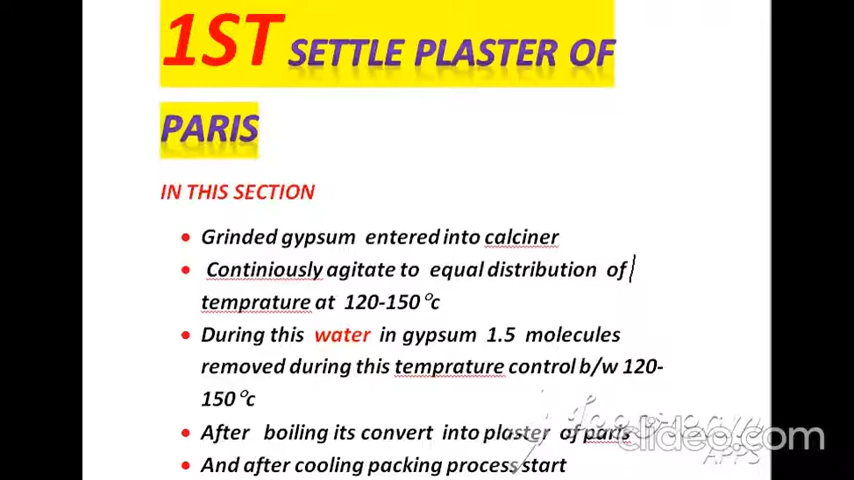 1ST SETTLE PLASTER OF
PARIS
IN THIS SECTION
• Grinded gypsum entered into calciner
• Continiously agitate to equal distribution of
temprature at 120-150°c
• During this water in gypsum 1.5 molecules
removed during this temprature control b/w 120-
150°c
• After boiling its convert into plaster of paris
• And after cooling packing process start
clideo.com
APPS